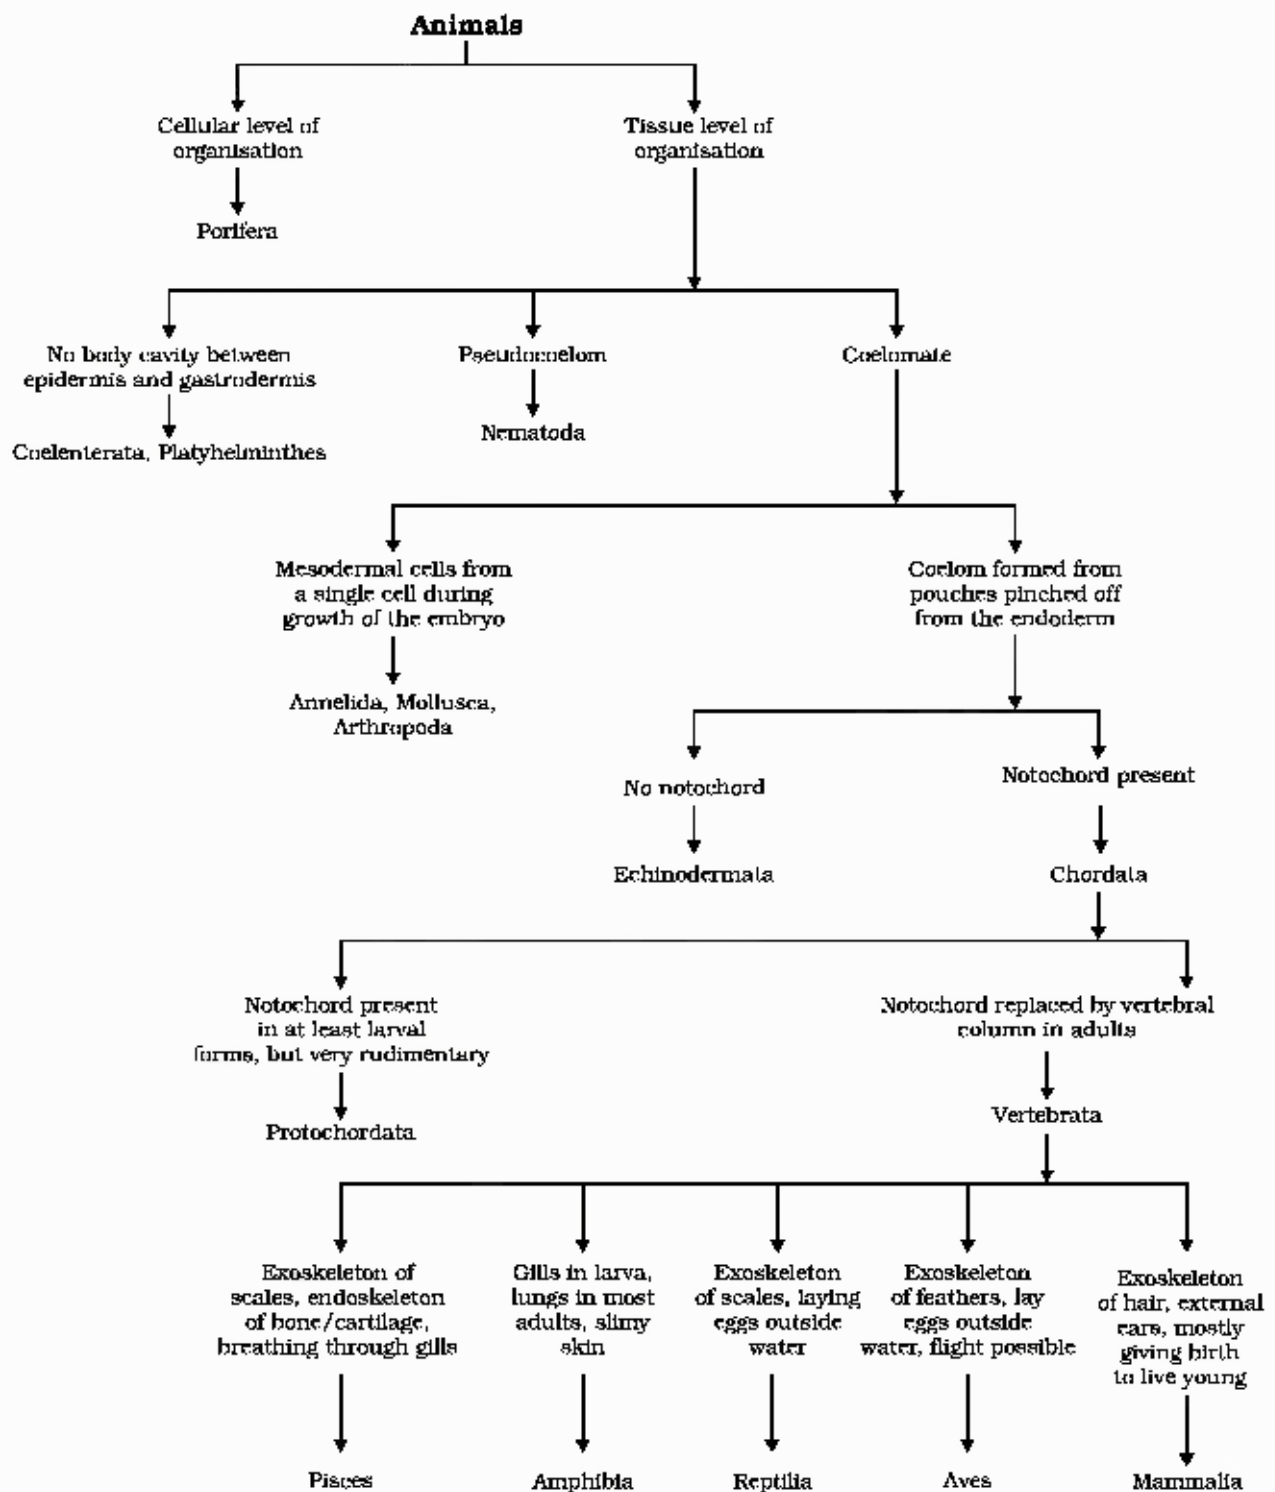 Animals
Cellular level of
organisation
Tissue level of
organisation
Porifera
No body cavity between
epidermis and gastrodermis
Pseudocoelom
Coelomate
Coelenterata, Platyhelminthes
Nematoda
Mesodermal cells from
a single cell during
growth of the embryo
Coelom formed from
pouches pinched off
from the endoderm
Annelida, Mollusca,
Arthropoda
No notochord
Notochord present
Echinodermata
Chordata
Notochord present
in at least larval
forms, but very rudimentary
Notochord replaced by vertebral
column in adults
Protochordata
Vertebrata
Exoskeleton of
scales, endoskeleton
of bone/cartilage,
breathing through gills
Gills in larva,
lungs in most
adults, slimy
skin
Exoskeleton
of scales, laying
eggs outside
water
Exoskeleton
of feathers, lay
eggs outside
water, flight possible
Exoskeleton
of hair, external
ears, mostly
giving birth
to live young
Pisces
Amphibia
Reptilia
Aves
Mammalia